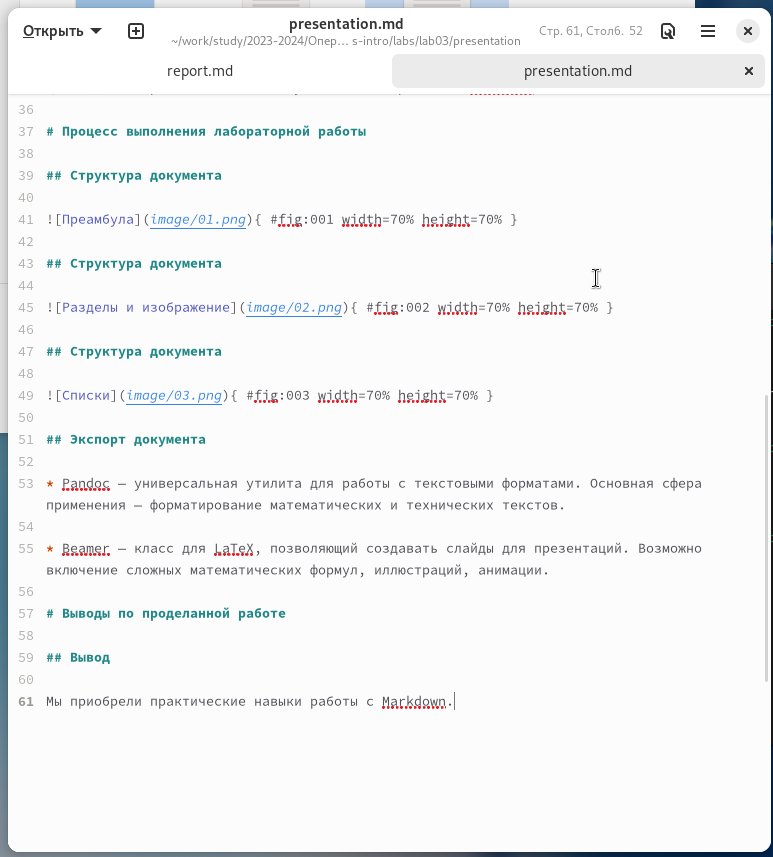 Открыть
presentation.md
~/work/study/2023-2024/Опер… s-intro/labs/lab03/presentation
Стр. 61, Столб. 52
report.md
presentation.md
36
37 # Процесс выполнения лабораторной работы
38
39 ## Структура документа
40
41 ![Преамбула](image/01.png){ #fig:001 width=70% height=70% }
42
43 ## Структура документа
44
45 ![Разделы и изображение](image/02.png){ #fig:002 width=70% height=70% }
46
47 ## Структура документа
48
49 ![Списки](image/03.png){ #fig:003 width=70% height=70% }
50
51 ## Экспорт документа
52
53 * Pandoc — универсальная утилита для работы с текстовыми форматами. Основная сфера
применения — форматирование математических и технических текстов.
54
55 * Beamer — класс для LaTeX, позволяющий создавать слайды для презентаций. Возможно
включение сложных математических формул, иллюстраций, анимации.
56
57 # Выводы по проделанной работе
58
59 ## Вывод
60
61 Мы приобрели практические навыки работы с Markdown.